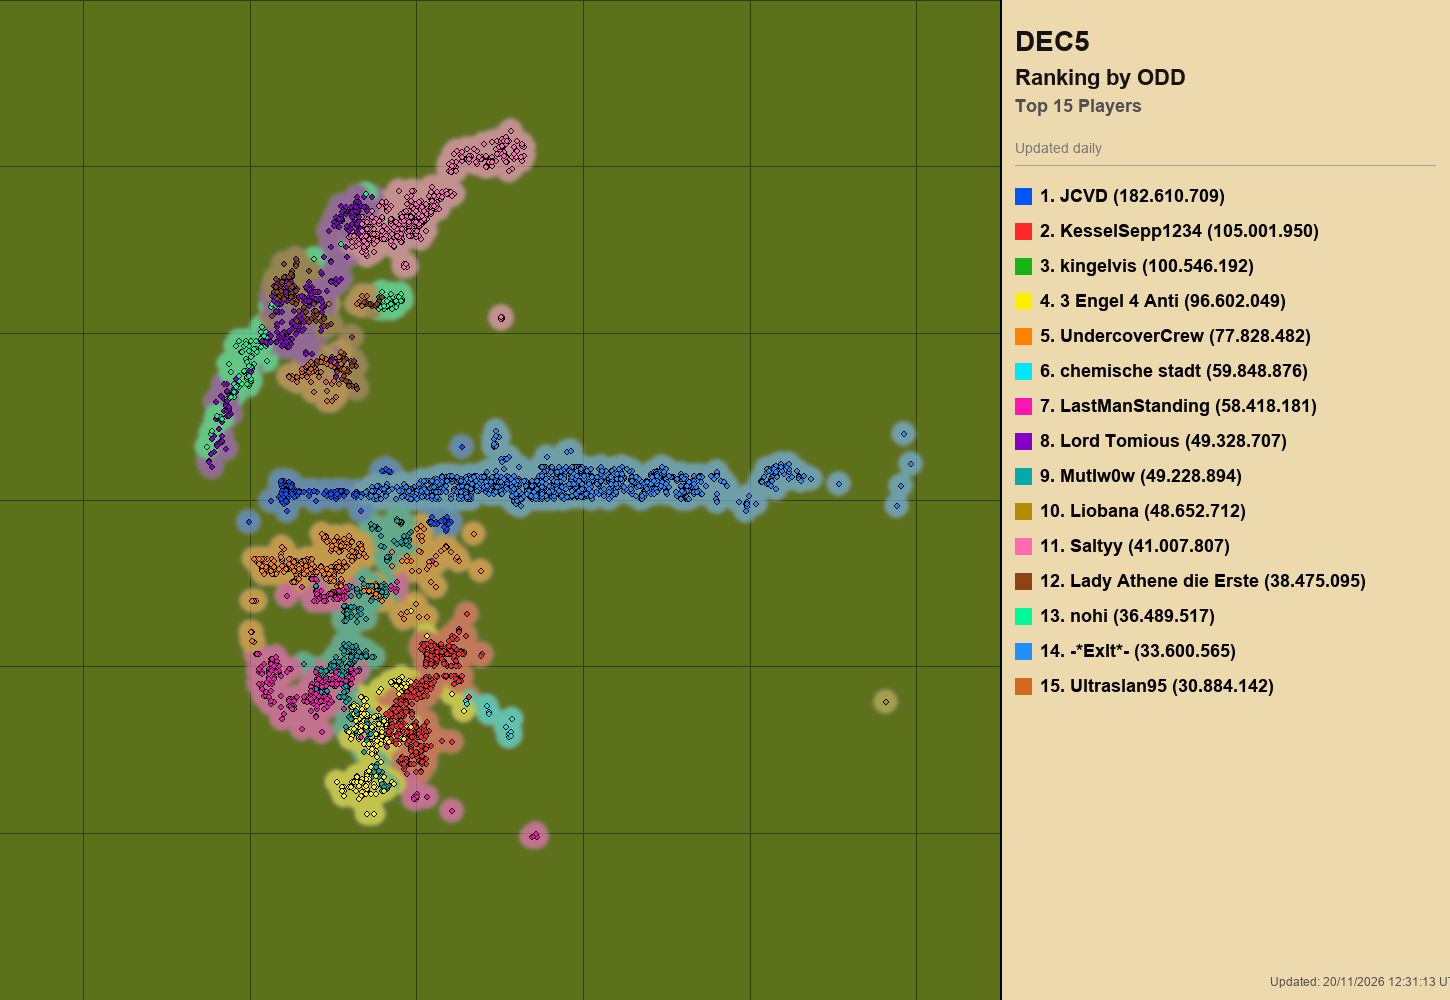 DEC5
Ranking by ODD
Top 15 Players
Updated daily
1. JCVD (182.610.709)
2. KesselSepp1234 (105.001.950)
3. kingelvis (100.546.192)
4. 3 Engel 4 Anti (96.602.049)
5. UndercoverCrew (77.828.482)
6. chemische stadt (59.848.876)
7. LastManStanding (58.418.181)
8. Lord Tomious (49.328.707)
9. Mutlw0w (49.228.894)
10. Liobana (48.652.712)
11. Saltyy (41.007.807)
12. Lady Athene die Erste (38.475.095)
13. nohi (36.489.517)
14. -*ExIt*- (33.600.565)
15. Ultraslan95 (30.884.142)
Updated: 20/11/2026 12:31:13 U